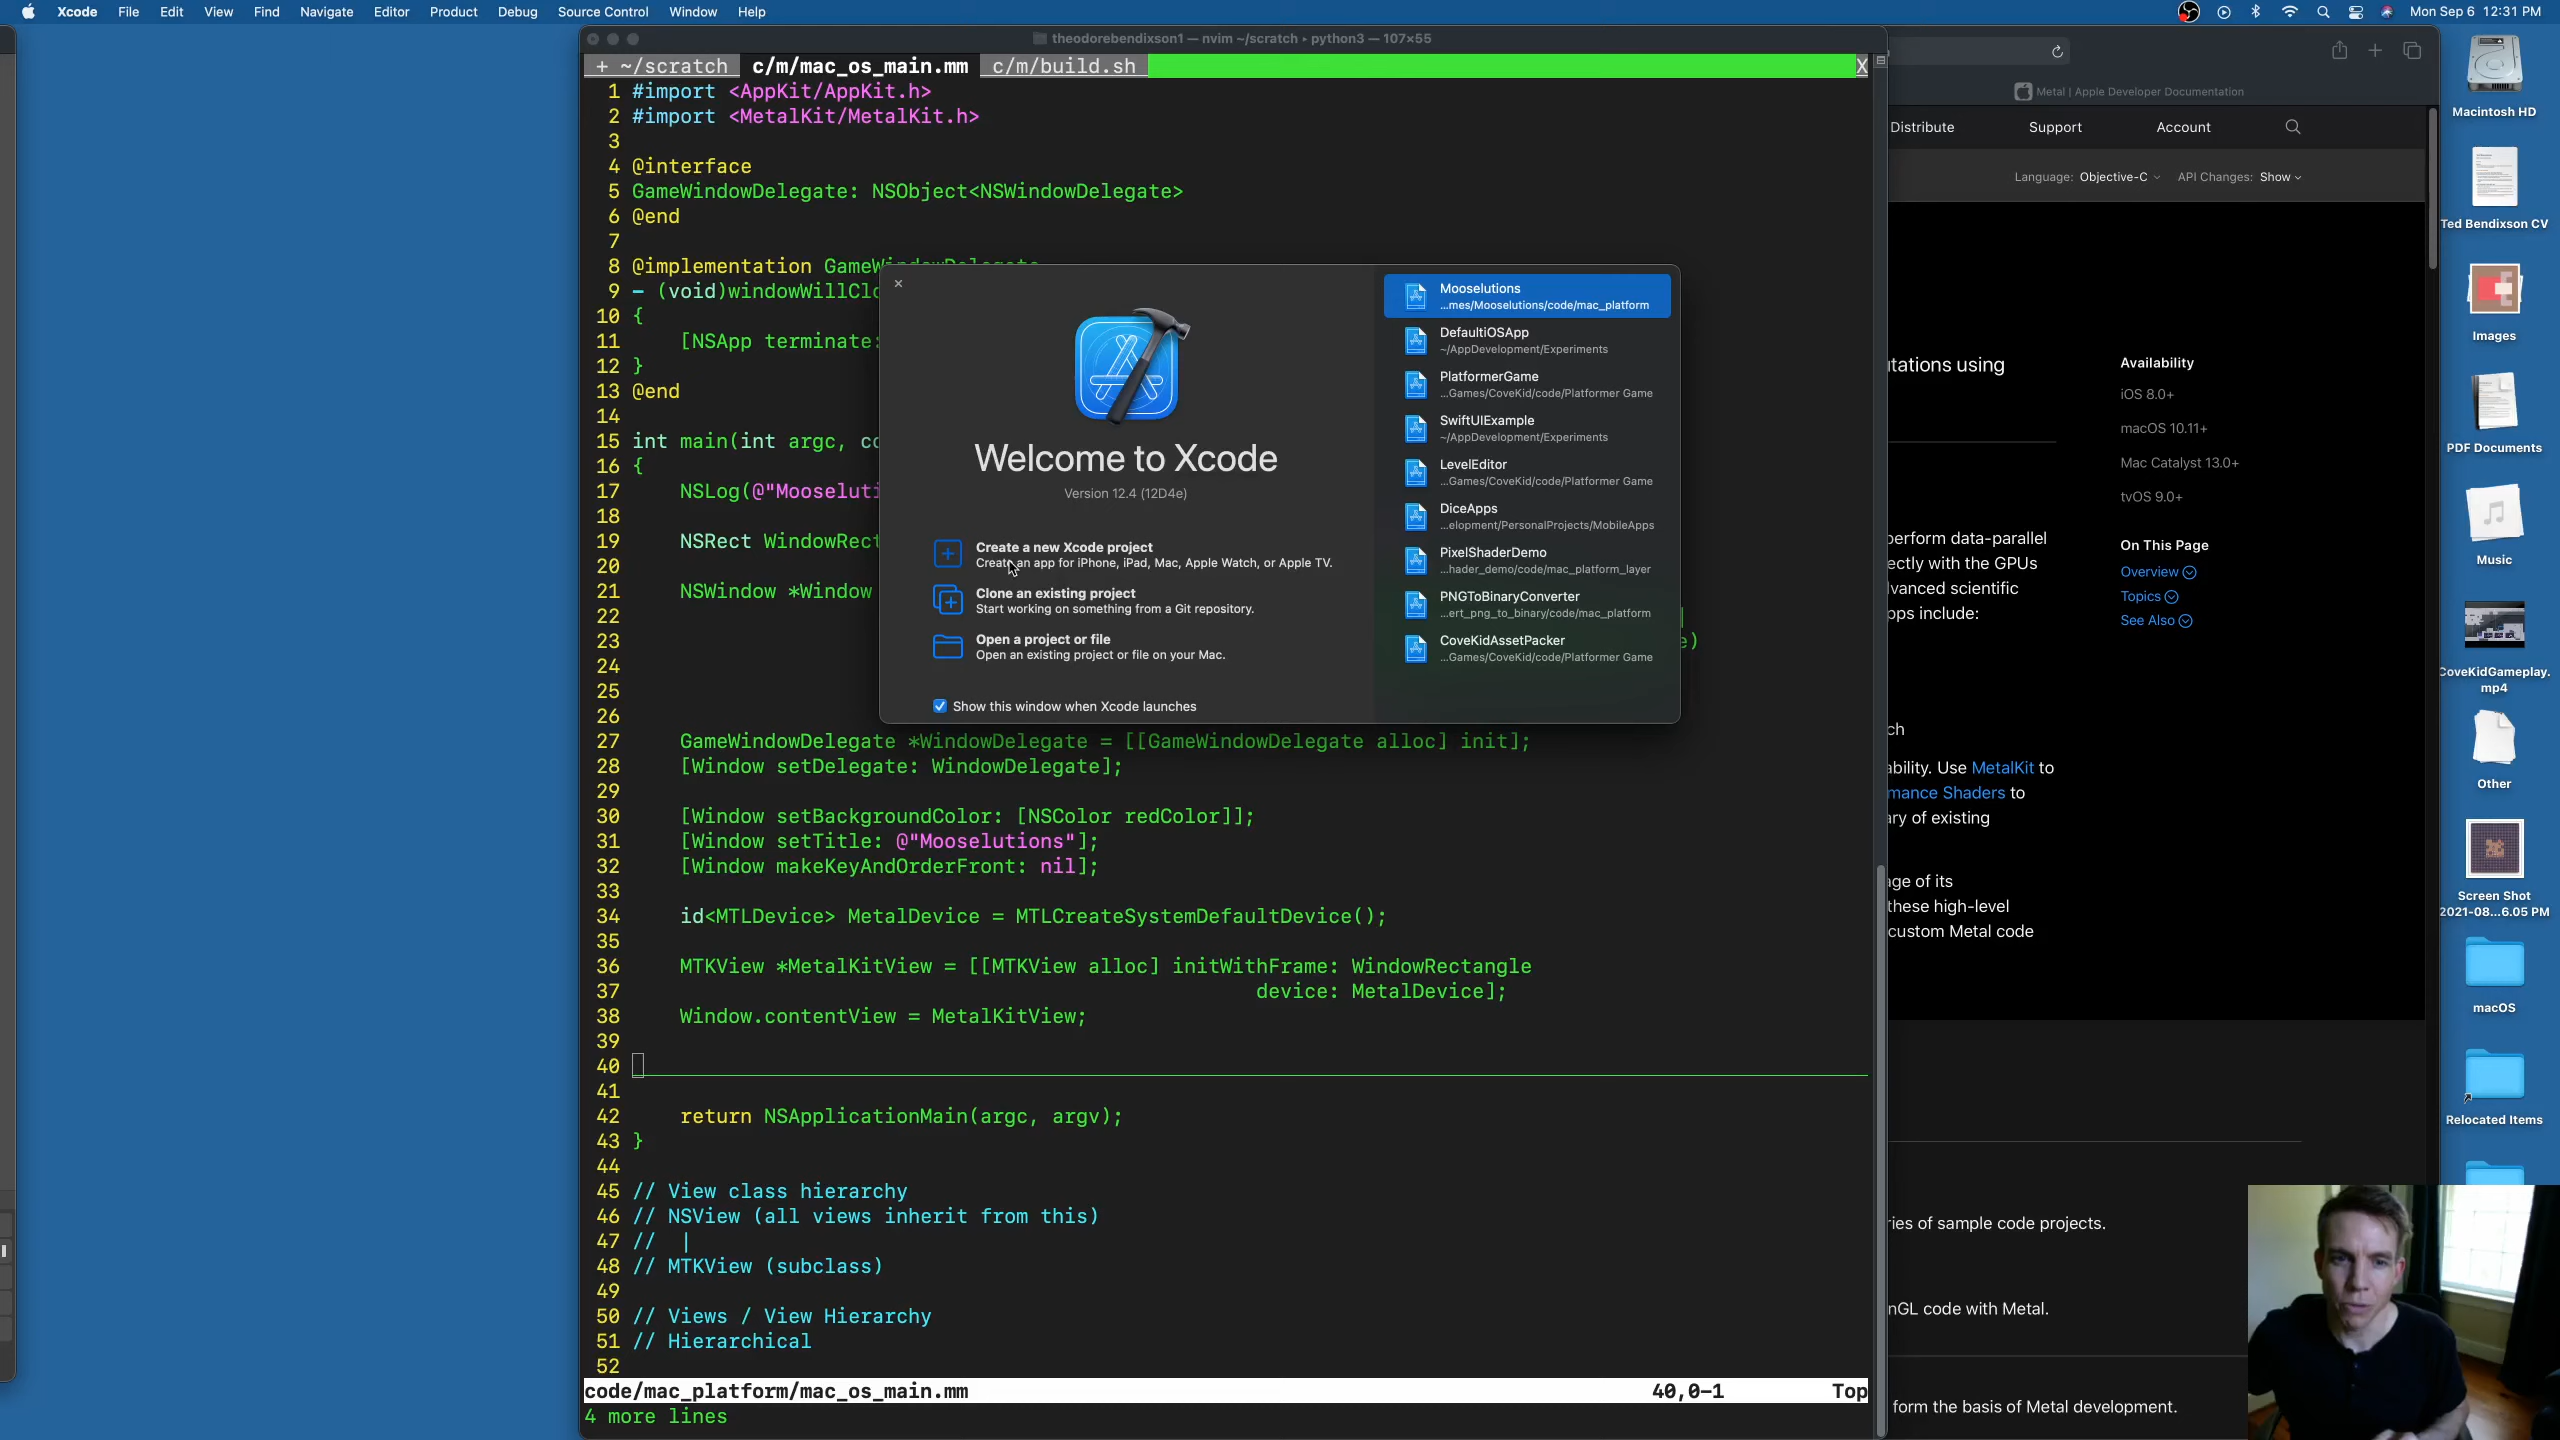 Xcode File Edit View Find Navigate Editor Product Debug Source Control Window Help
Mon Sep 6 12:31 PM
theodorebendixson1 — nvim ~/scratch ▸ python3 — 107×55
+ ~/scratch c/m/mac_os_main.mm c/m/build.sh X
1 #import <AppKit/AppKit.h>
2 #import <MetalKit/MetalKit.h>
3
4 @interface
5 GameWindowDelegate: NSObject<NSWindowDelegate>
6 @end
7
8 @implementation GameWindowDelegate
9 - (void)windowWillClo
10 {
11 [NSApp terminate:
12 }
13 @end
14
15 int main(int argc, co
16 {
17 NSLog(@"Mooseluti
18
19 NSRect WindowRect
20
21 NSWindow *Window
22
23 e)
24
25
26
27 GameWindowDelegate *WindowDelegate = [[GameWindowDelegate alloc] init];
28 [Window setDelegate: WindowDelegate];
29
30 [Window setBackgroundColor: [NSColor redColor]];
31 [Window setTitle: @"Mooselutions"];
32 [Window makeKeyAndOrderFront: nil];
33
34 id<MTLDevice> MetalDevice = MTLCreateSystemDefaultDevice();
35
36 MTKView *MetalKitView = [[MTKView alloc] initWithFrame: WindowRectangle
37 device: MetalDevice];
38 Window.contentView = MetalKitView;
39
40
41
42 return NSApplicationMain(argc, argv);
43 }
44
45 // View class hierarchy
46 // NSView (all views inherit from this)
47 // |
48 // MTKView (subclass)
49
50 // Views / View Hierarchy
51 // Hierarchical
52
code/mac_platform/mac_os_main.mm 40,0-1 Top
4 more lines
Welcome to Xcode
Version 12.4 (12D4e)
Create a new Xcode project
Create an app for iPhone, iPad, Mac, Apple Watch, or Apple TV.
Clone an existing project
Start working on something from a Git repository.
Open a project or file
Open an existing project or file on your Mac.
Show this window when Xcode launches
Mooselutions
...mes/Mooselutions/code/mac_platform
DefaultiOSApp
~/AppDevelopment/Experiments
PlatformerGame
...Games/CoveKid/code/Platformer Game
SwiftUIExample
~/AppDevelopment/Experiments
LevelEditor
...Games/CoveKid/code/Platformer Game
DiceApps
...elopment/PersonalProjects/MobileApps
PixelShaderDemo
...hader_demo/code/mac_platform_layer
PNGToBinaryConverter
...ert_png_to_binary/code/mac_platform
CoveKidAssetPacker
...Games/CoveKid/code/Platformer Game
Metal | Apple Developer Documentation
Distribute Support Account
Language: Objective-C API Changes: Show
tations using
Availability
iOS 8.0+
macOS 10.11+
Mac Catalyst 13.0+
tvOS 9.0+
perform data-parallel
ectly with the GPUs
lvanced scientific
pps include:
On This Page
Overview
Topics
See Also
ch
ability. Use MetalKit to
mance Shaders to
ary of existing
age of its
these high-level
custom Metal code
ries of sample code projects.
nGL code with Metal.
form the basis of Metal development.
Macintosh HD
Ted Bendixson CV
Images
PDF Documents
Music
CoveKidGameplay.
mp4
Other
Screen Shot
2021-08...6.05 PM
macOS
Relocated Items